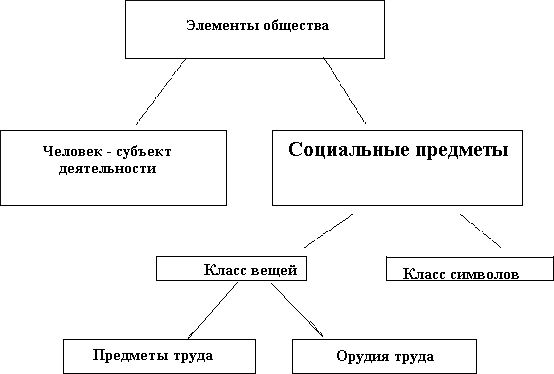 Элементы общества
Человек - субъект
деятельности
Социальные предметы
Класс вещей
Класс символов
Предметы труда
Орудия труда